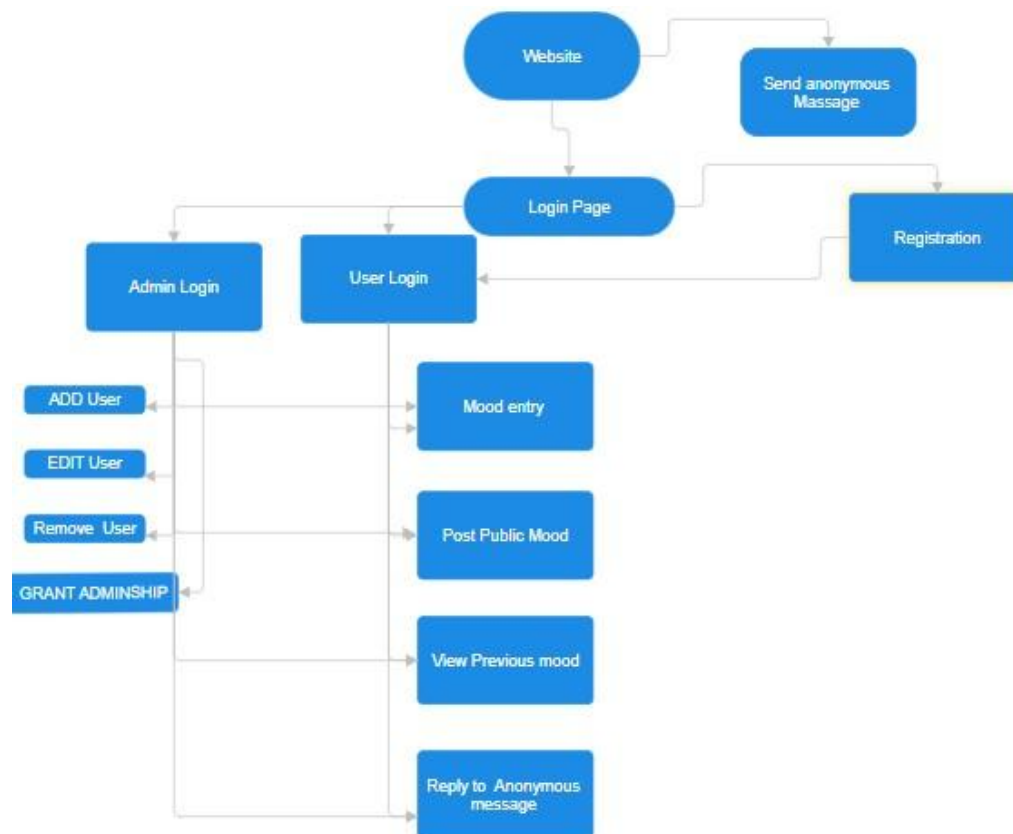 Website
Send anonymous
Massage
Login Page
Registration
User Login
Admin Login
ADD User
Mood entry
EDIT User
Remove User
Post Public Mood
GRANT ADMINSHIP
View Previous mood
Reply to Anonymous
message